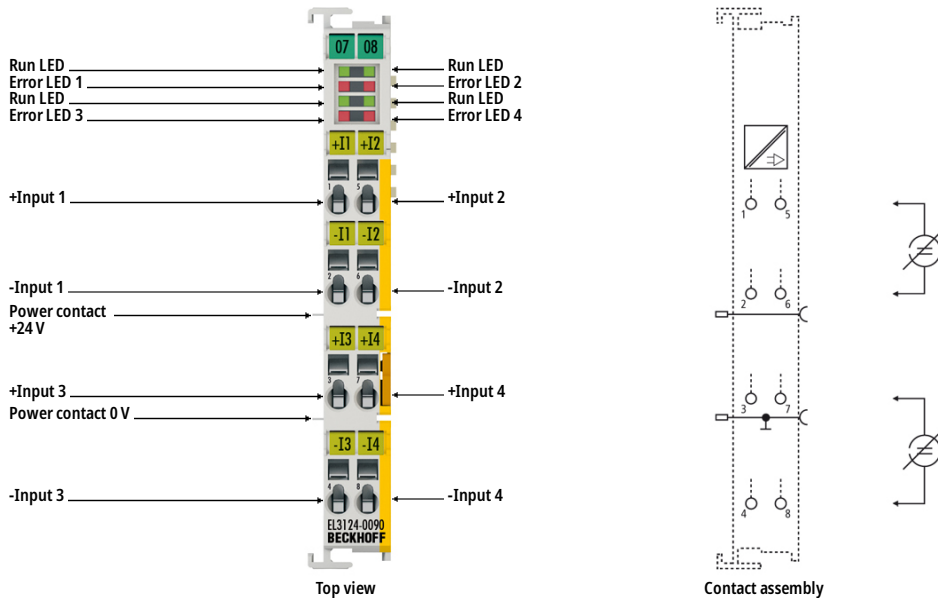 07 08
Run LED
Run LED
Error LED 1
Error LED 2
Run LED
Run LED
Error LED 3
Error LED 4
+I1 +I2
1 5
+Input 1
+Input 2
-I1 -I2
2 6
-Input 1
-Input 2
Power contact
+24 V
+I3 +I4
3 7
+Input 3
+Input 4
Power contact 0 V
-I3 -I4
4 8
-Input 3
-Input 4
EL3124-0090
BECKHOFF
Top view
1 5
2 6
3 7
4 8
Contact assembly